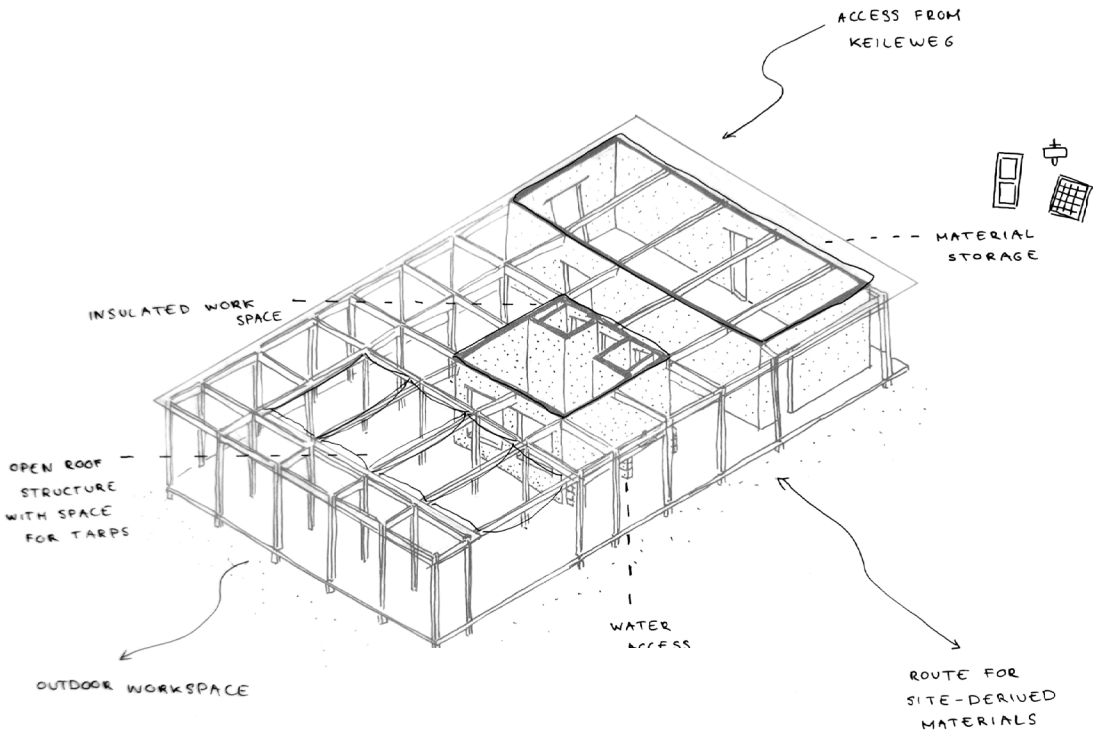 ACCESS FROM
KEILEWEG
MATERIAL
STORAGE
INSULATED WORK
SPACE
OPEN ROOF
STRUCTURE
WITH SPACE
FOR TARPS
WATER
ACCESS
OUTDOOR WORKSPACE
ROUTE FOR
SITE-DERIVED
MATERIALS